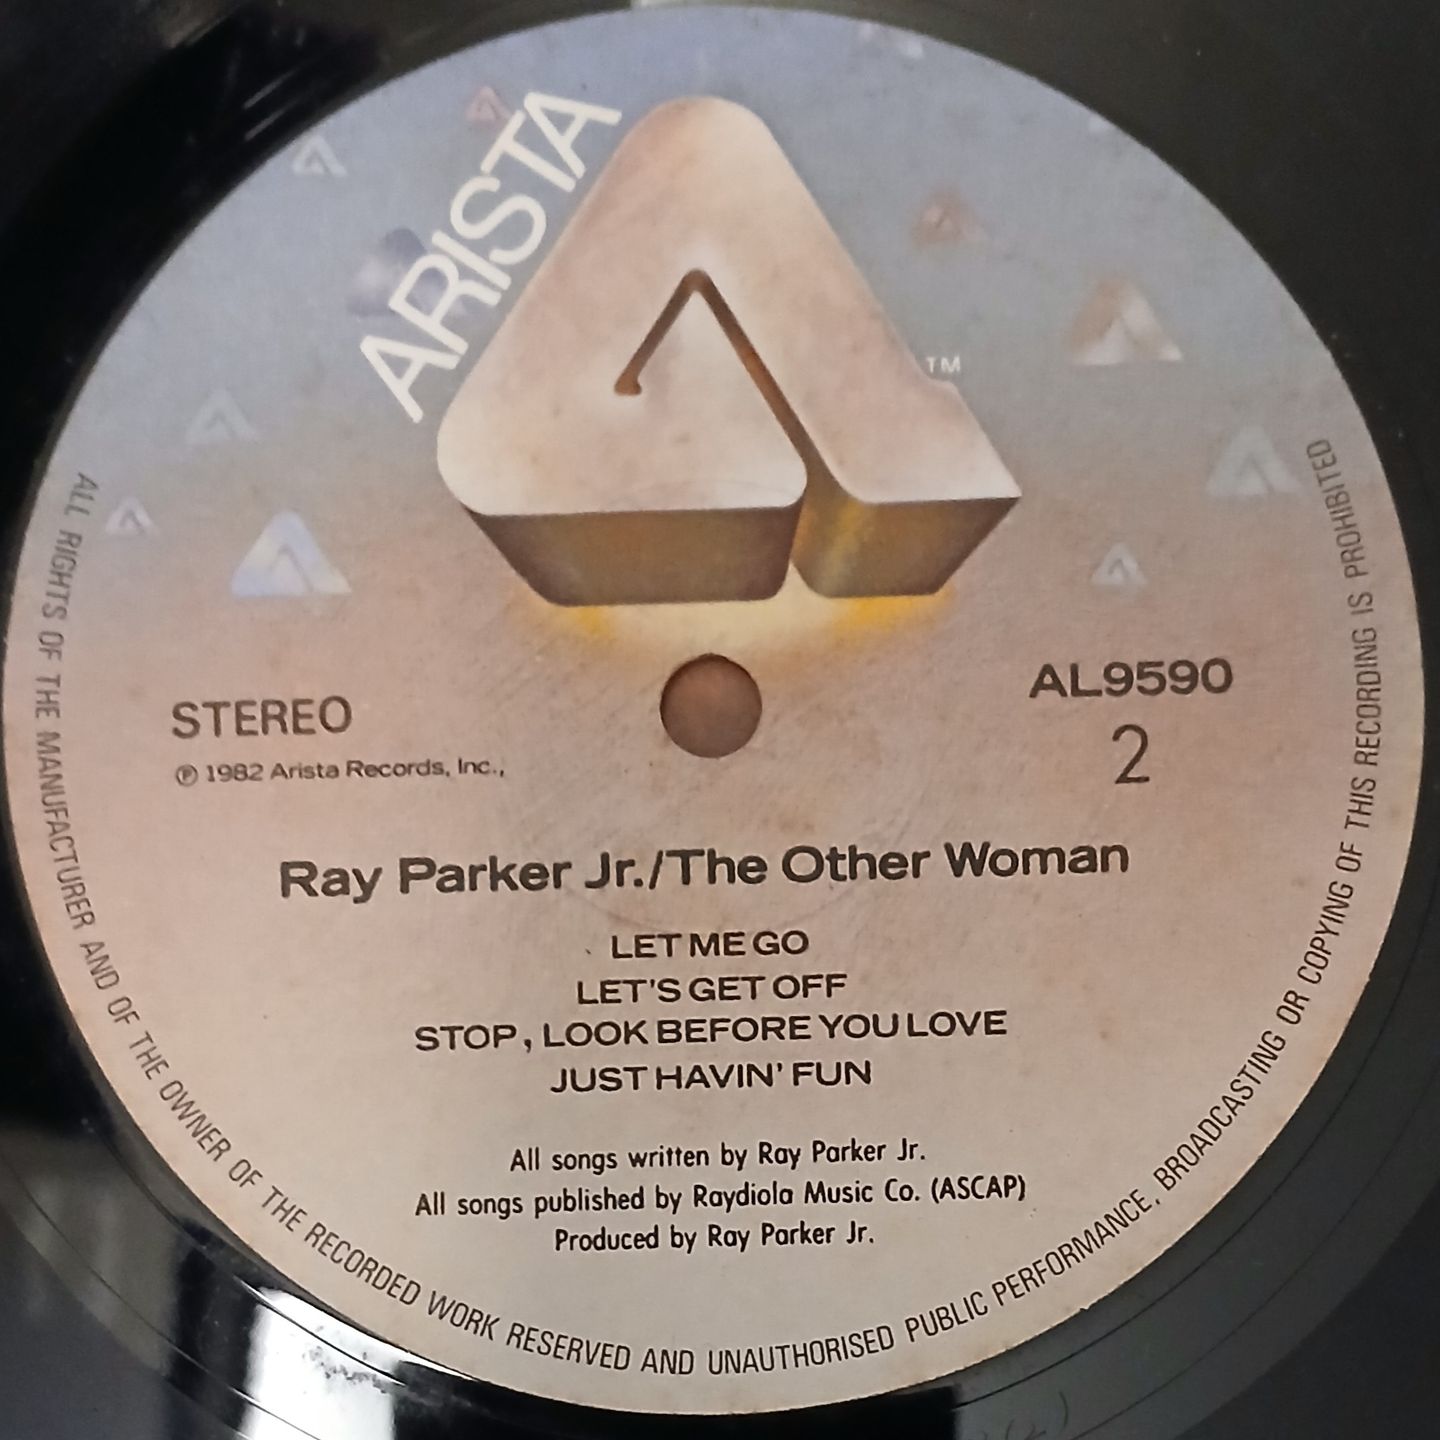 ARISTA
TM
STEREO
℗ 1982 Arista Records, Inc.,
AL9590
2
Ray Parker Jr./The Other Woman
LET ME GO
LET'S GET OFF
STOP, LOOK BEFORE YOU LOVE
JUST HAVIN' FUN
All songs written by Ray Parker Jr.
All songs published by Raydiola Music Co. (ASCAP)
Produced by Ray Parker Jr.
ALL RIGHTS OF THE MANUFACTURER AND OF THE OWNER OF THE RECORDED WORK RESERVED AND UNAUTHORISED PUBLIC PERFORMANCE, BROADCASTING OR COPYING OF THIS RECORDING IS PROHIBITED